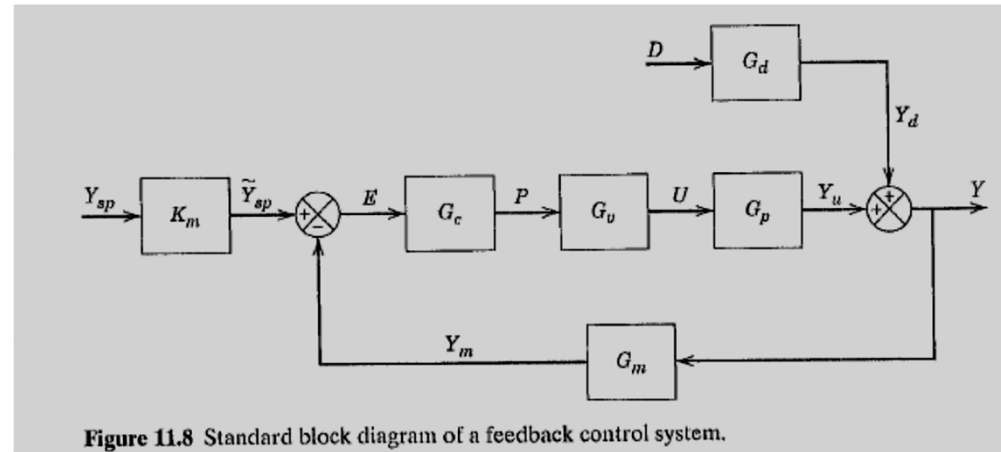 D
G_d
Y_d
Y_sp
K_m
Ỹ_sp
+
−
E
G_c
P
G_v
U
G_p
Y_u
+
+
Y
Y_m
G_m
Figure 11.8 Standard block diagram of a feedback control system.